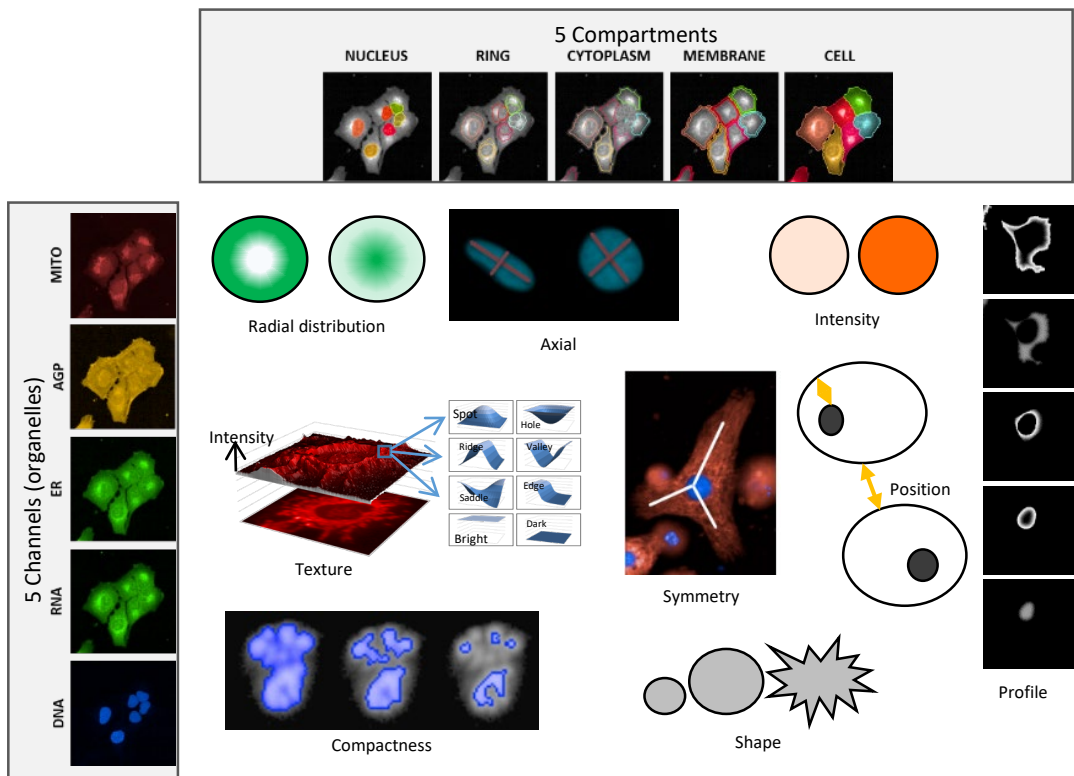 5 Compartments
NUCLEUS
RING
CYTOPLASM
MEMBRANE
CELL
5 Channels (organelles)
MITO
AGP
ER
RNA
DNA
Radial distribution
Axial
Intensity
Intensity
Spot
Hole
Ridge
Valley
Saddle
Edge
Bright
Dark
Texture
Symmetry
Position
Compactness
Shape
Profile